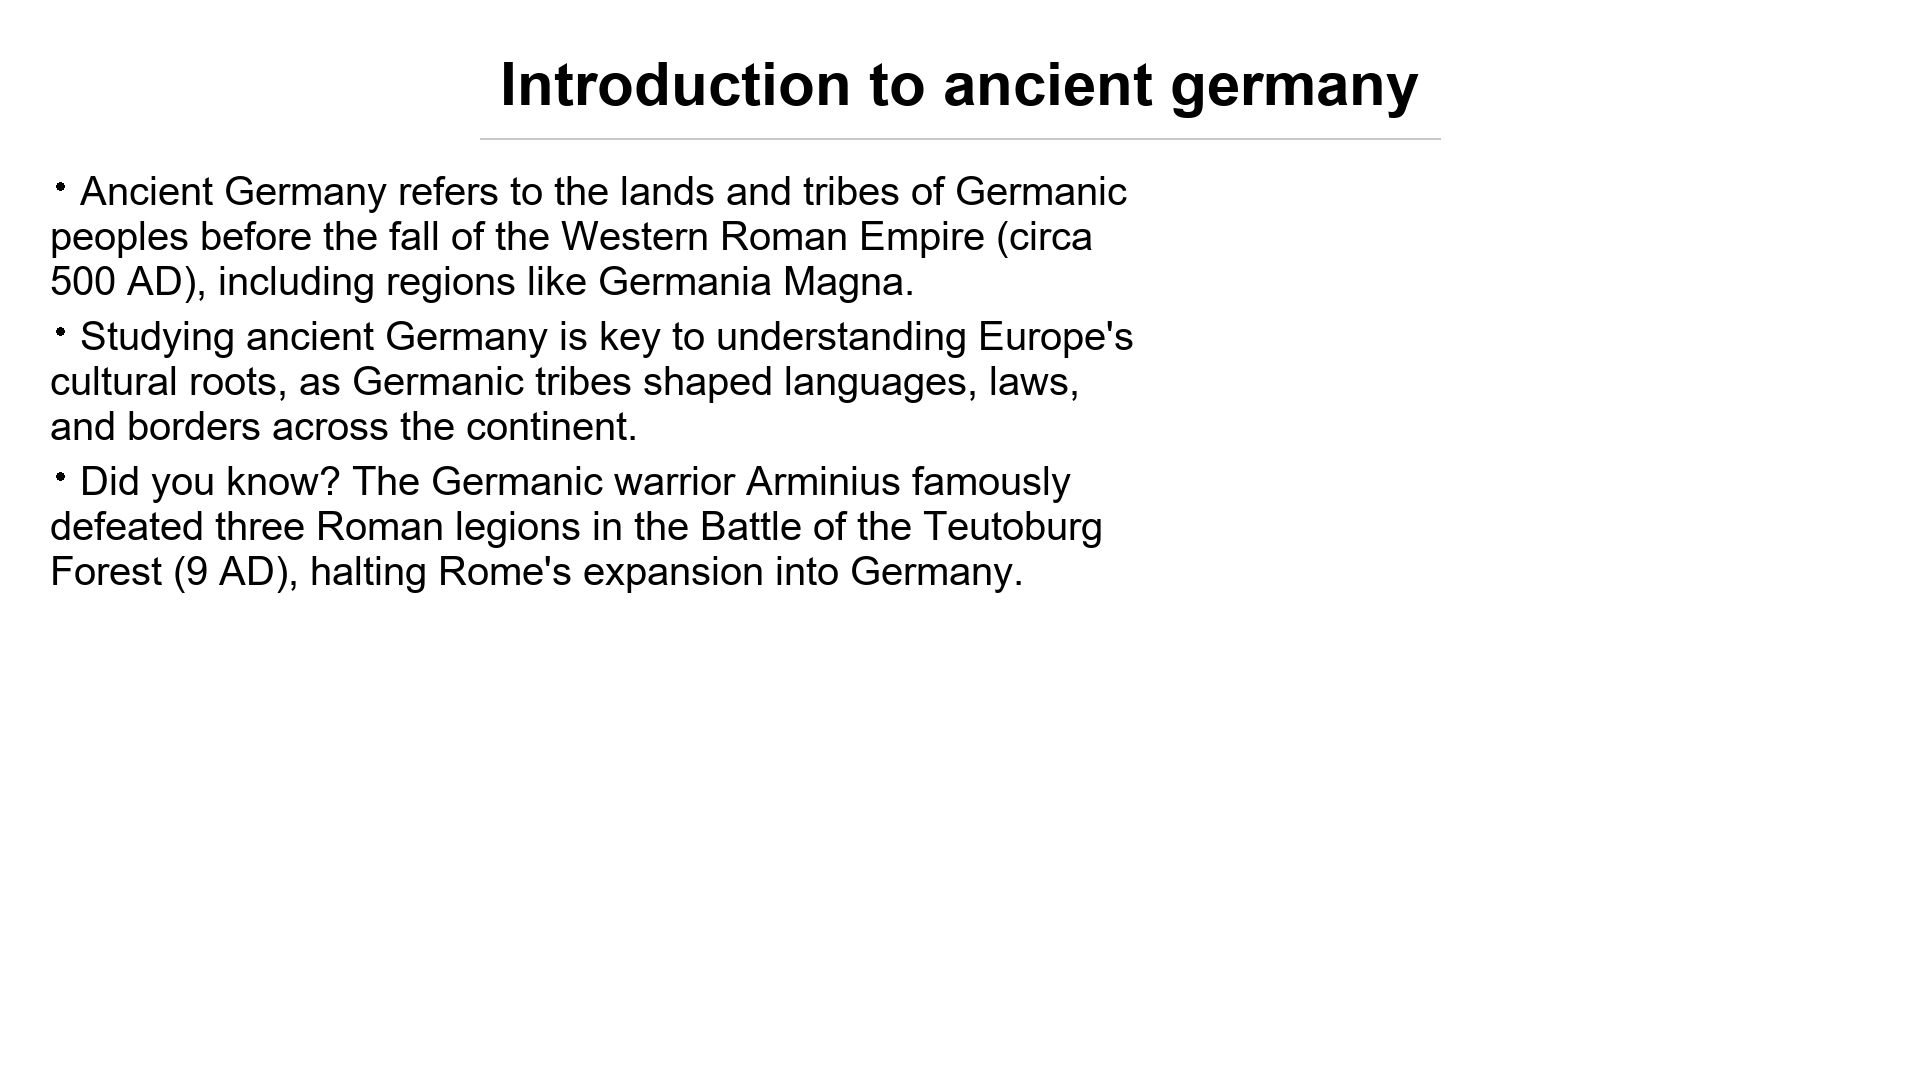 Introduction to ancient germany
• Ancient Germany refers to the lands and tribes of Germanic
peoples before the fall of the Western Roman Empire (circa
500 AD), including regions like Germania Magna.
• Studying ancient Germany is key to understanding Europe's
cultural roots, as Germanic tribes shaped languages, laws,
and borders across the continent.
• Did you know? The Germanic warrior Arminius famously
defeated three Roman legions in the Battle of the Teutoburg
Forest (9 AD), halting Rome's expansion into Germany.